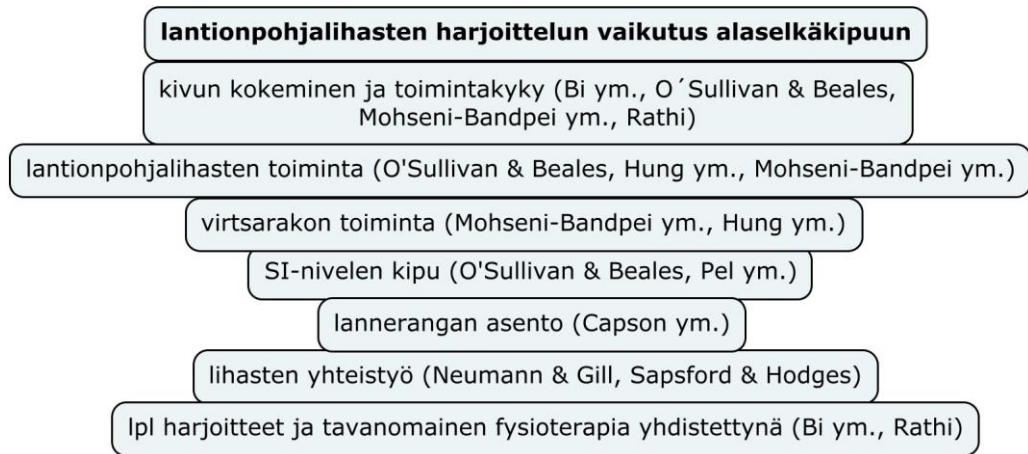 lantionpohjalihasten harjoittelun vaikutus alaselkäkipuun
kivun kokeminen ja toimintakyky (Bi ym., O´Sullivan & Beales,
Mohseni-Bandpei ym., Rathi)
lantionpohjalihasten toiminta (O'Sullivan & Beales, Hung ym., Mohseni-Bandpei ym.)
virtsarakon toiminta (Mohseni-Bandpei ym., Hung ym.)
SI-nivelen kipu (O'Sullivan & Beales, Pel ym.)
lannerangan asento (Capson ym.)
lihasten yhteistyö (Neumann & Gill, Sapsford & Hodges)
lpl harjoitteet ja tavanomainen fysioterapia yhdistettynä (Bi ym., Rathi)